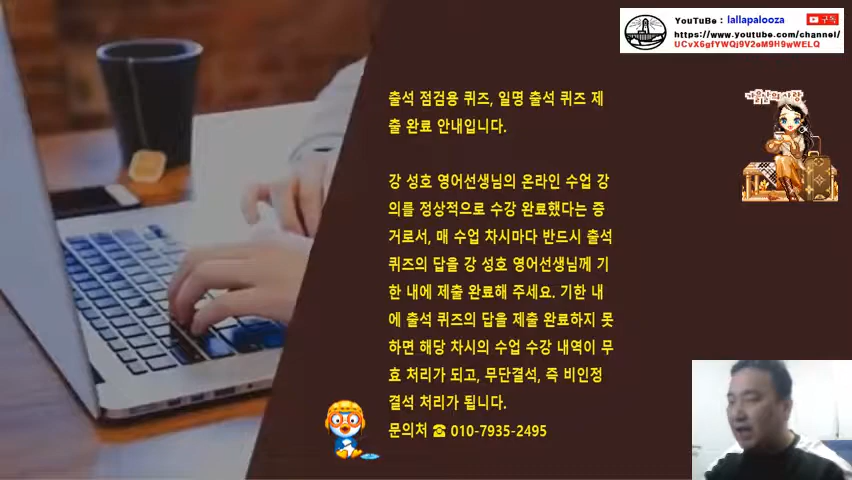 YouTuBe : lallapalooza
구독
https://www.youtube.com/channel/
UCvX6gfYWQj9V2eM9H9wWELQ
가을날의 사랑
출석 점검용 퀴즈, 일명 출석 퀴즈 제
출 완료 안내입니다.
강 성호 영어선생님의 온라인 수업 강
의를 정상적으로 수강 완료했다는 증
거로서, 매 수업 차시마다 반드시 출석
퀴즈의 답을 강 성호 영어선생님께 기
한 내에 제출 완료해 주세요. 기한 내
에 출석 퀴즈의 답을 제출 완료하지 못
하면 해당 차시의 수업 수강 내역이 무
효 처리가 되고, 무단결석, 즉 비인정
결석 처리가 됩니다.
문의처 ☎ 010-7935-2495